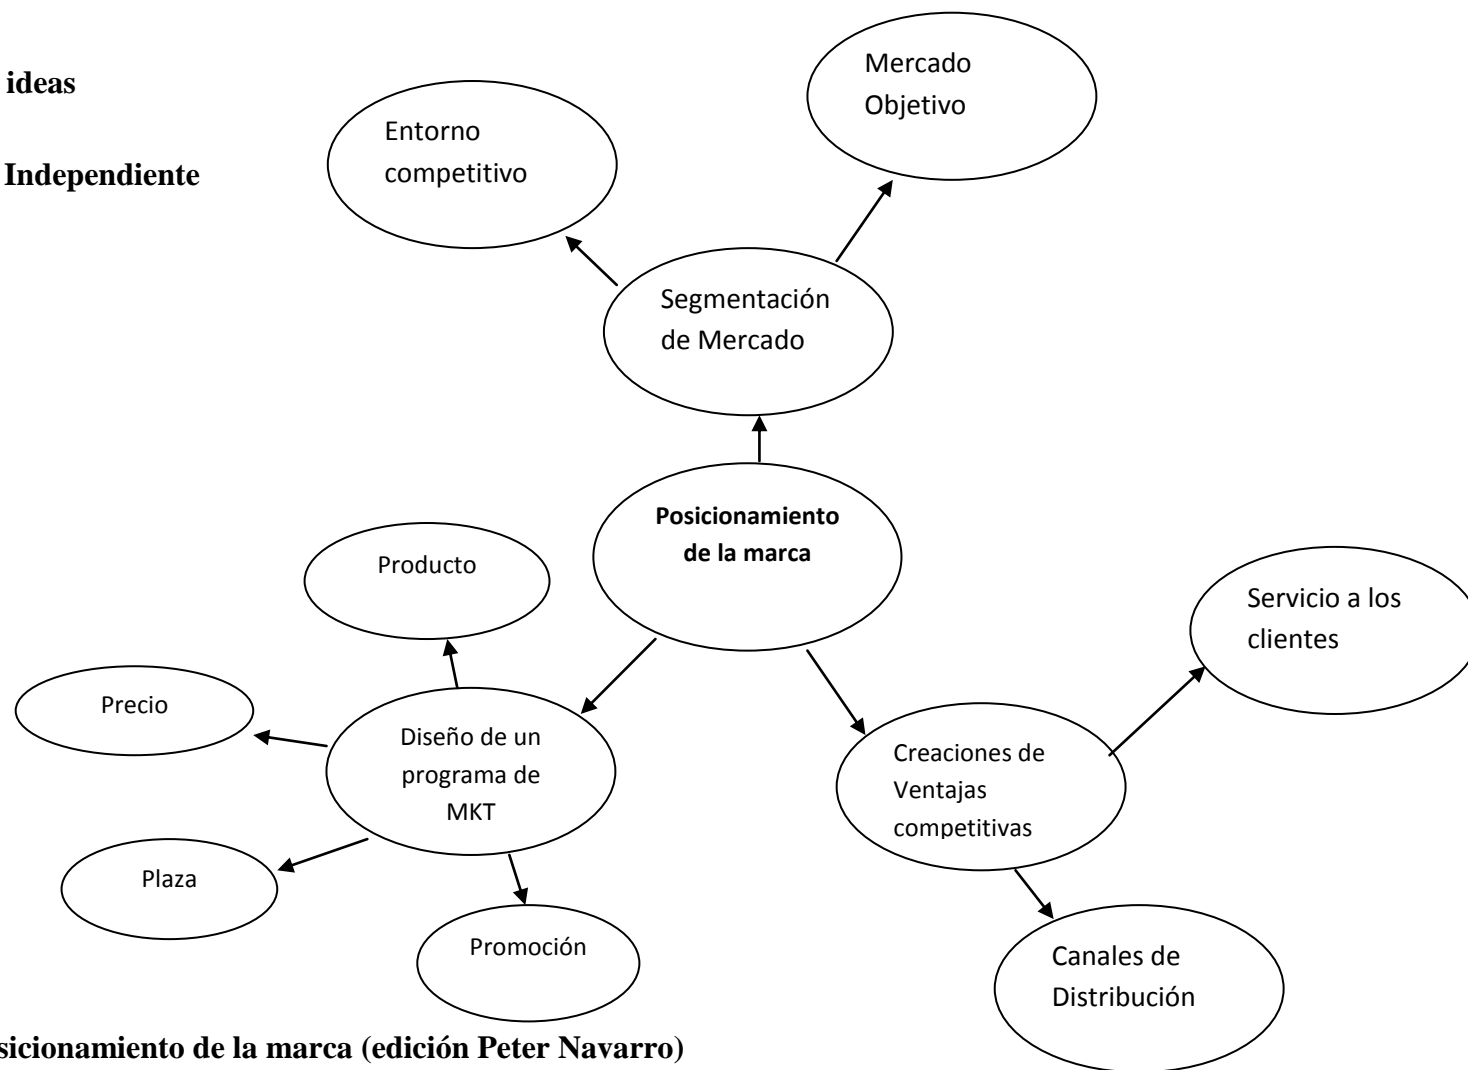 ideas
Independiente
Mercado
Objetivo
Entorno
competitivo
Segmentación
de Mercado
Posicionamiento
de la marca
Producto
Servicio a los
clientes
Precio
Diseño de un
programa de
MKT
Creaciones de
Ventajas
competitivas
Plaza
Promoción
Canales de
Distribución
sicionamiento de la marca (edición Peter Navarro)